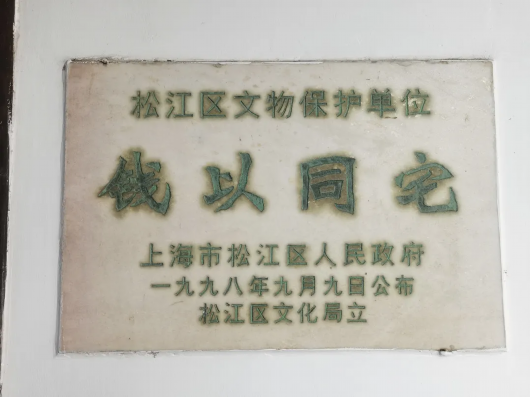 松江区文物保护单位
钱以同宅
上海市松江区人民政府
一九九八年九月九日公布
松江区文化局立